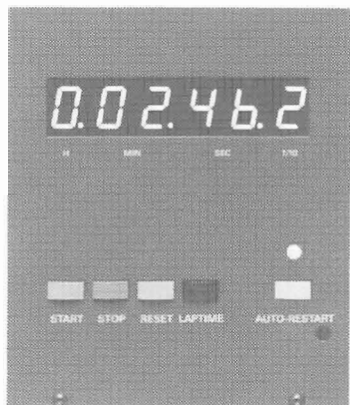 0.02.46.2
H MIN SEC 1/10
START STOP RESET LAPTIME AUTO-RESTART